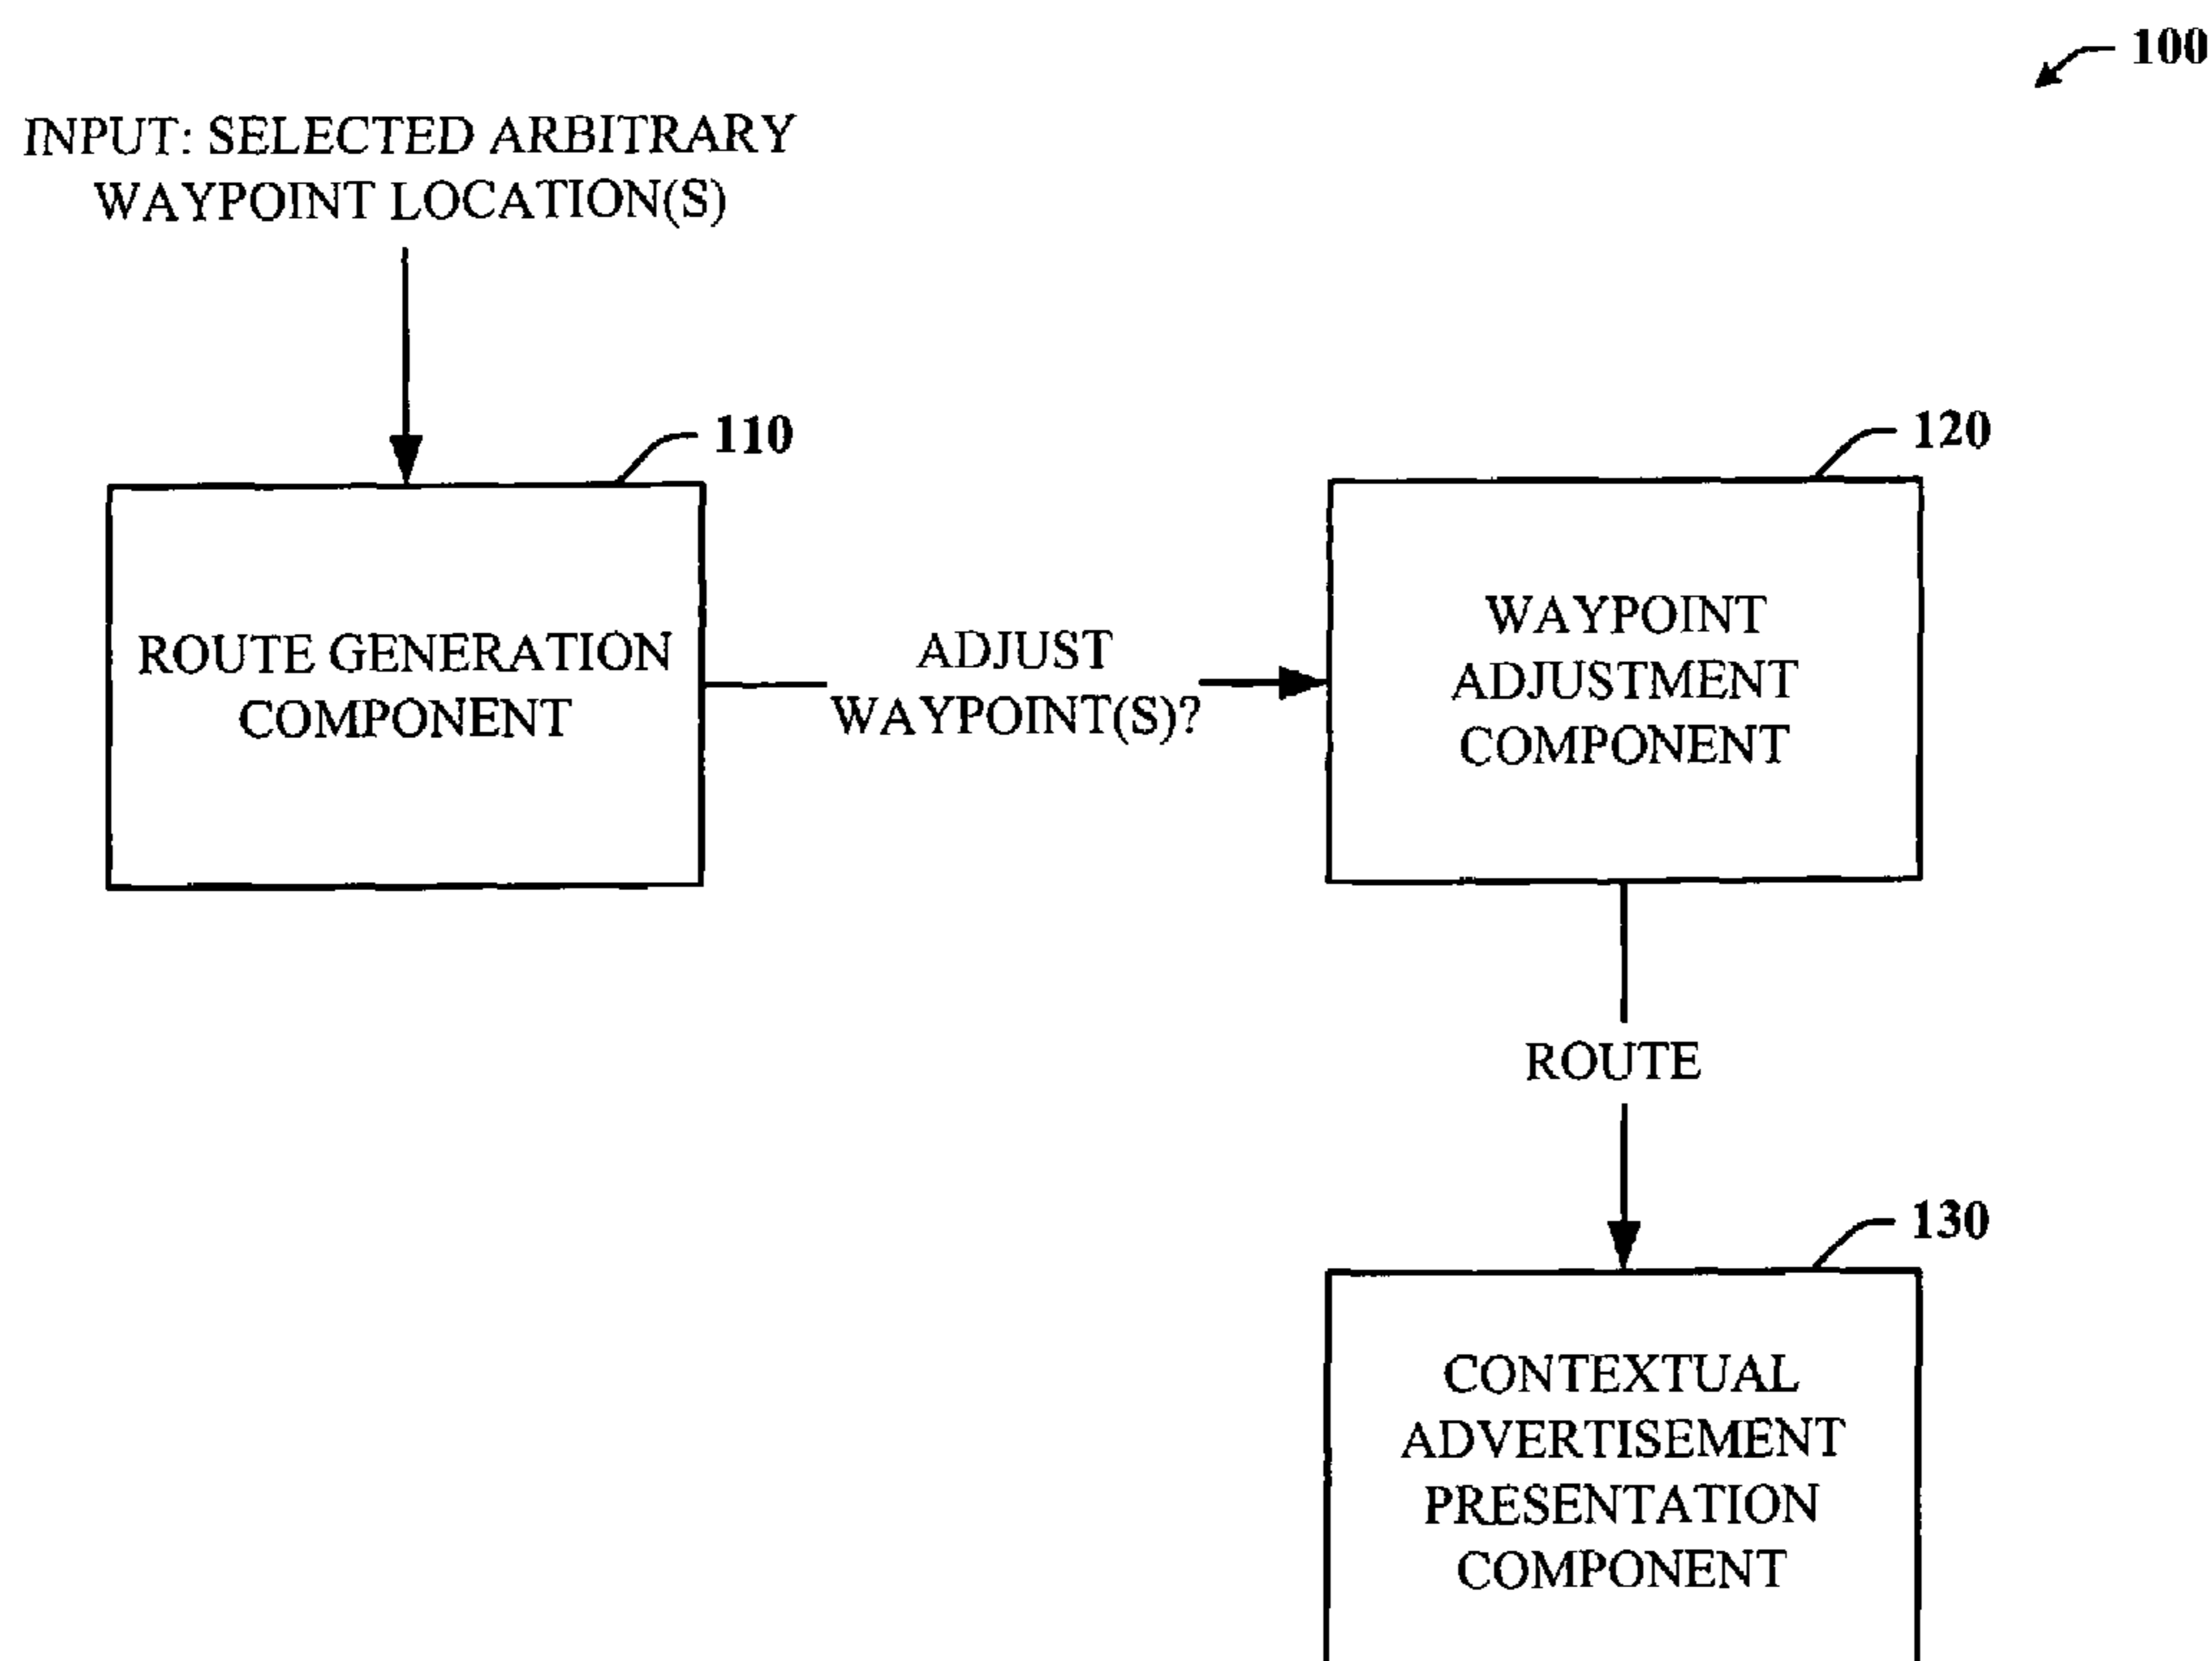 100
INPUT: SELECTED ARBITRARY
WAYPOINT LOCATION(S)
110
120
ROUTE GENERATION
COMPONENT
ADJUST
WAYPOINT(S)?
WAYPOINT
ADJUSTMENT
COMPONENT
ROUTE
130
CONTEXTUAL
ADVERTISEMENT
PRESENTATION
COMPONENT